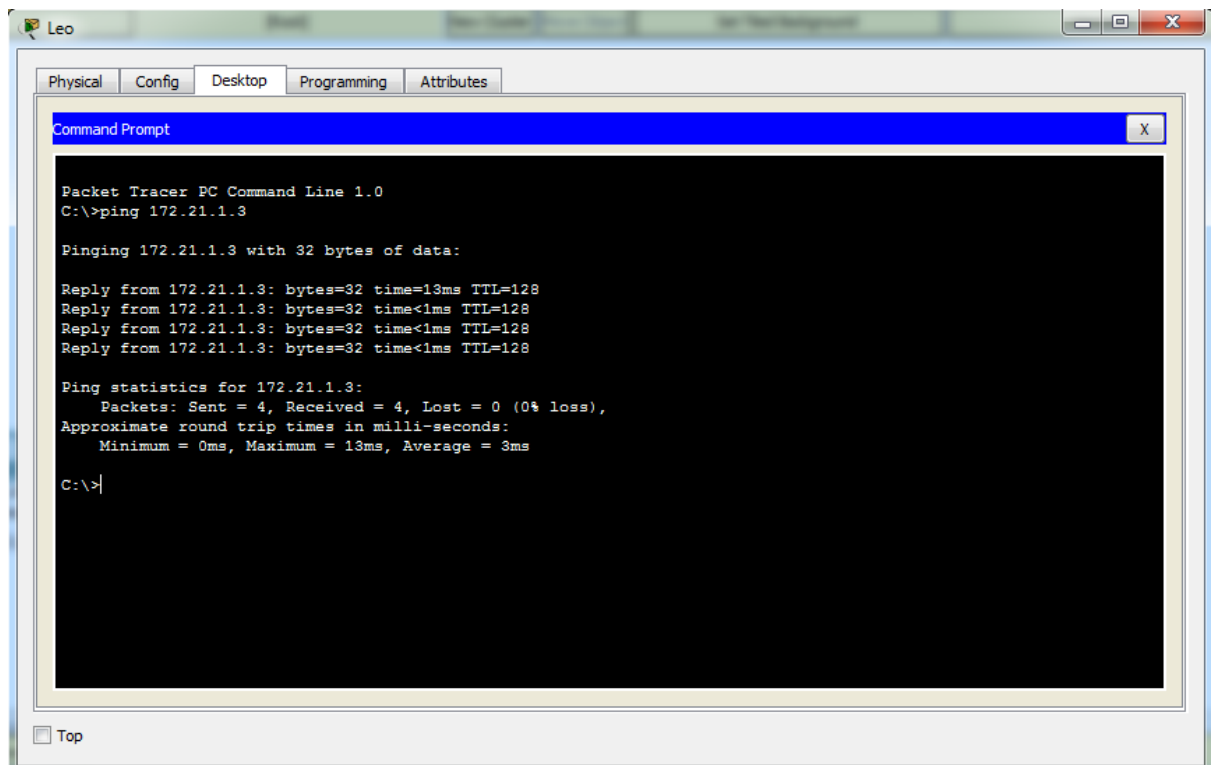 Leo
Physical Config Desktop Programming Attributes
Command Prompt
X
Packet Tracer PC Command Line 1.0
C:\>ping 172.21.1.3
Pinging 172.21.1.3 with 32 bytes of data:
Reply from 172.21.1.3: bytes=32 time=13ms TTL=128
Reply from 172.21.1.3: bytes=32 time<1ms TTL=128
Reply from 172.21.1.3: bytes=32 time<1ms TTL=128
Reply from 172.21.1.3: bytes=32 time<1ms TTL=128
Ping statistics for 172.21.1.3:
Packets: Sent = 4, Received = 4, Lost = 0 (0% loss),
Approximate round trip times in milli-seconds:
Minimum = 0ms, Maximum = 13ms, Average = 3ms
C:\>
Top